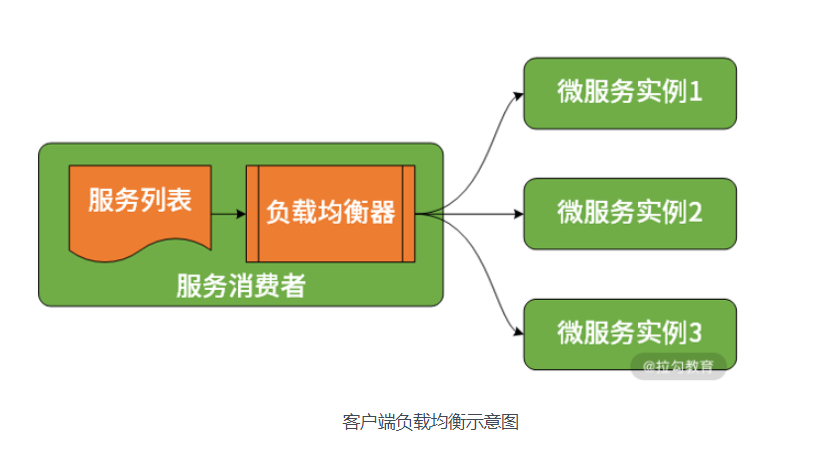 微服务实例1
服务列表
负载均衡器
微服务实例2
服务消费者
微服务实例3
@拉勾教育
客户端负载均衡示意图